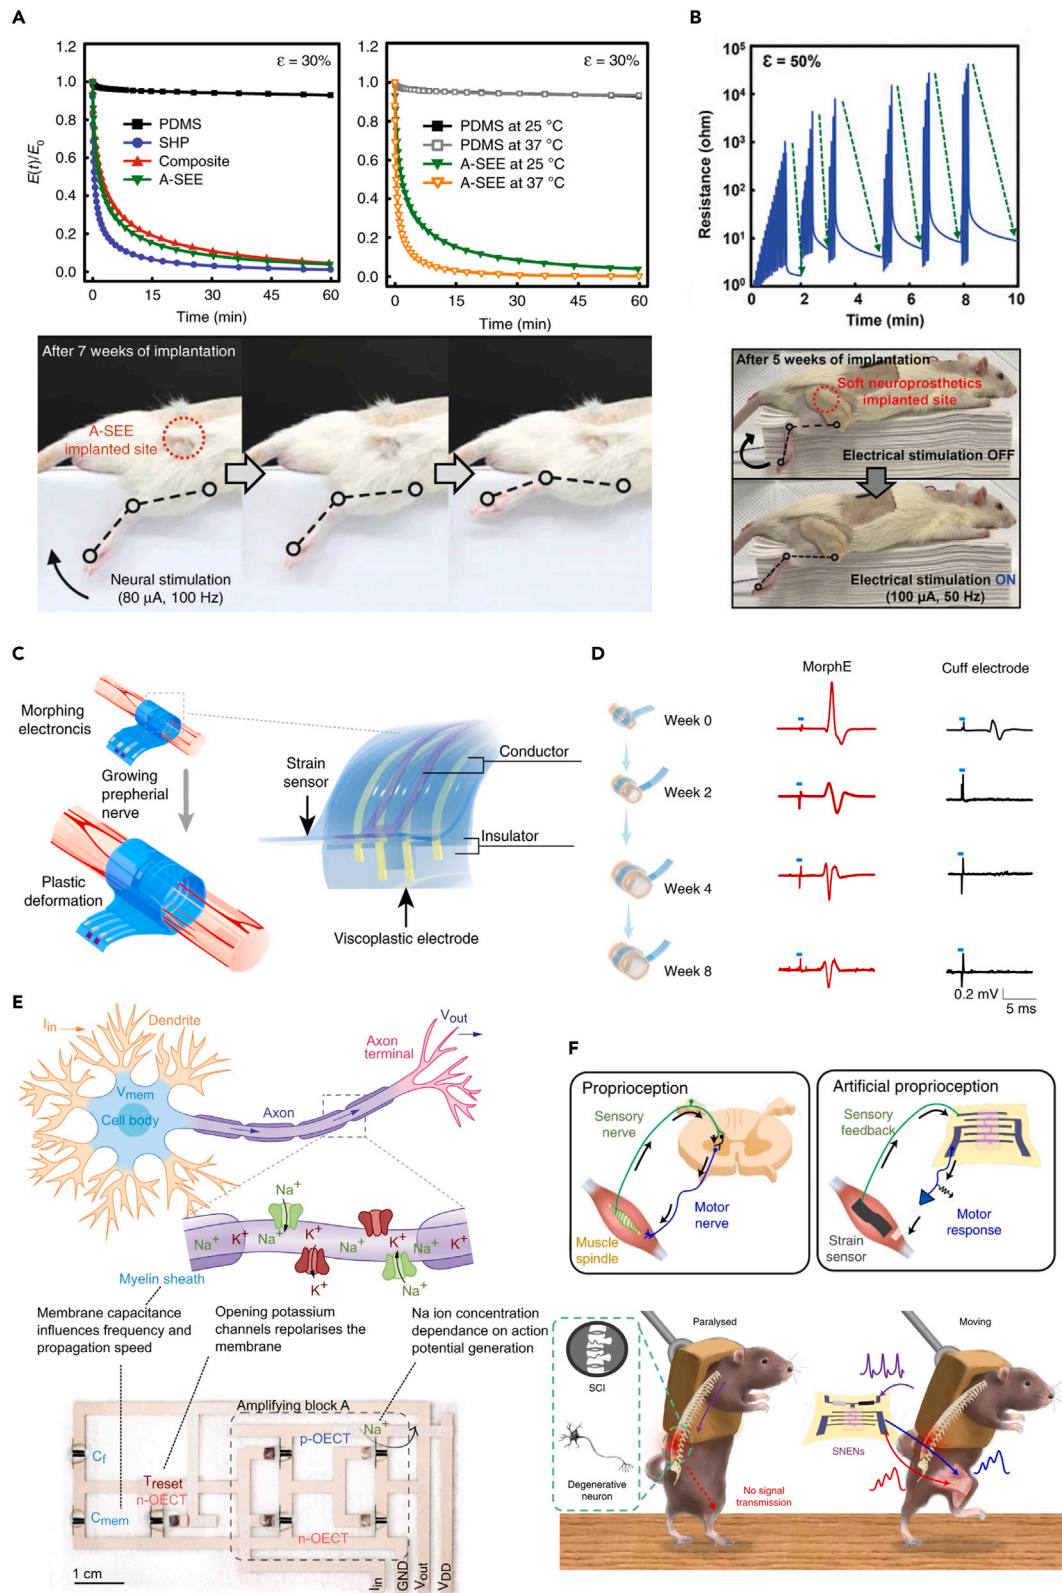 A
1.2
1.0
0.8
0.6
0.4
0.2
0.0
E(t)/E₀
ε = 30%
PDMS
SHP
Composite
A-SEE
0 15 30 45 60
Time (min)
1.2
1.0
0.8
0.6
0.4
0.2
0.0
ε = 30%
PDMS at 25 °C
PDMS at 37 °C
A-SEE at 25 °C
A-SEE at 37 °C
0 15 30 45 60
Time (min)
After 7 weeks of implantation
A-SEE
implanted site
Neural stimulation
(80 µA, 100 Hz)
B
10⁵
10⁴
10³
10²
10¹
10⁰
Resistance (ohm)
ε = 50%
0 2 4 6 8 10
Time (min)
After 5 weeks of implantation
Soft neuroprosthetics
implanted site
Electrical stimulation OFF
Electrical stimulation ON
(100 µA, 50 Hz)
C
Morphing
electroncis
Growing
prepherial
nerve
Plastic
deformation
Strain
sensor
Conductor
Insulator
Viscoplastic electrode
D
MorphE
Cuff electrode
Week 0
Week 2
Week 4
Week 8
0.2 mV
5 ms
E
Iin
Dendrite
Vmem
Cell body
Axon
Vout
Axon
terminal
Na⁺
Na⁺ K⁺ Na⁺ K⁺ Na⁺ K⁺ Na⁺ K⁺
K⁺
Na⁺
Myelin sheath
Membrane capacitance
influences frequency and
propagation speed
Opening potassium
channels repolarises the
membrane
Na ion concentration
dependance on action
potential generation
Amplifying block A
Na⁺
p-OECT
Cf
Treset
n-OECT
Cmem
n-OECT
1 cm
Iin
GND
Vout
VDD
F
Proprioception
Sensory
nerve
Motor
nerve
Muscle
spindle
Artificial proprioception
Sensory
feedback
Motor
response
Strain
sensor
SCI
Degenerative
neuron
Paralysed
No signal
transmission
Moving
SNENs